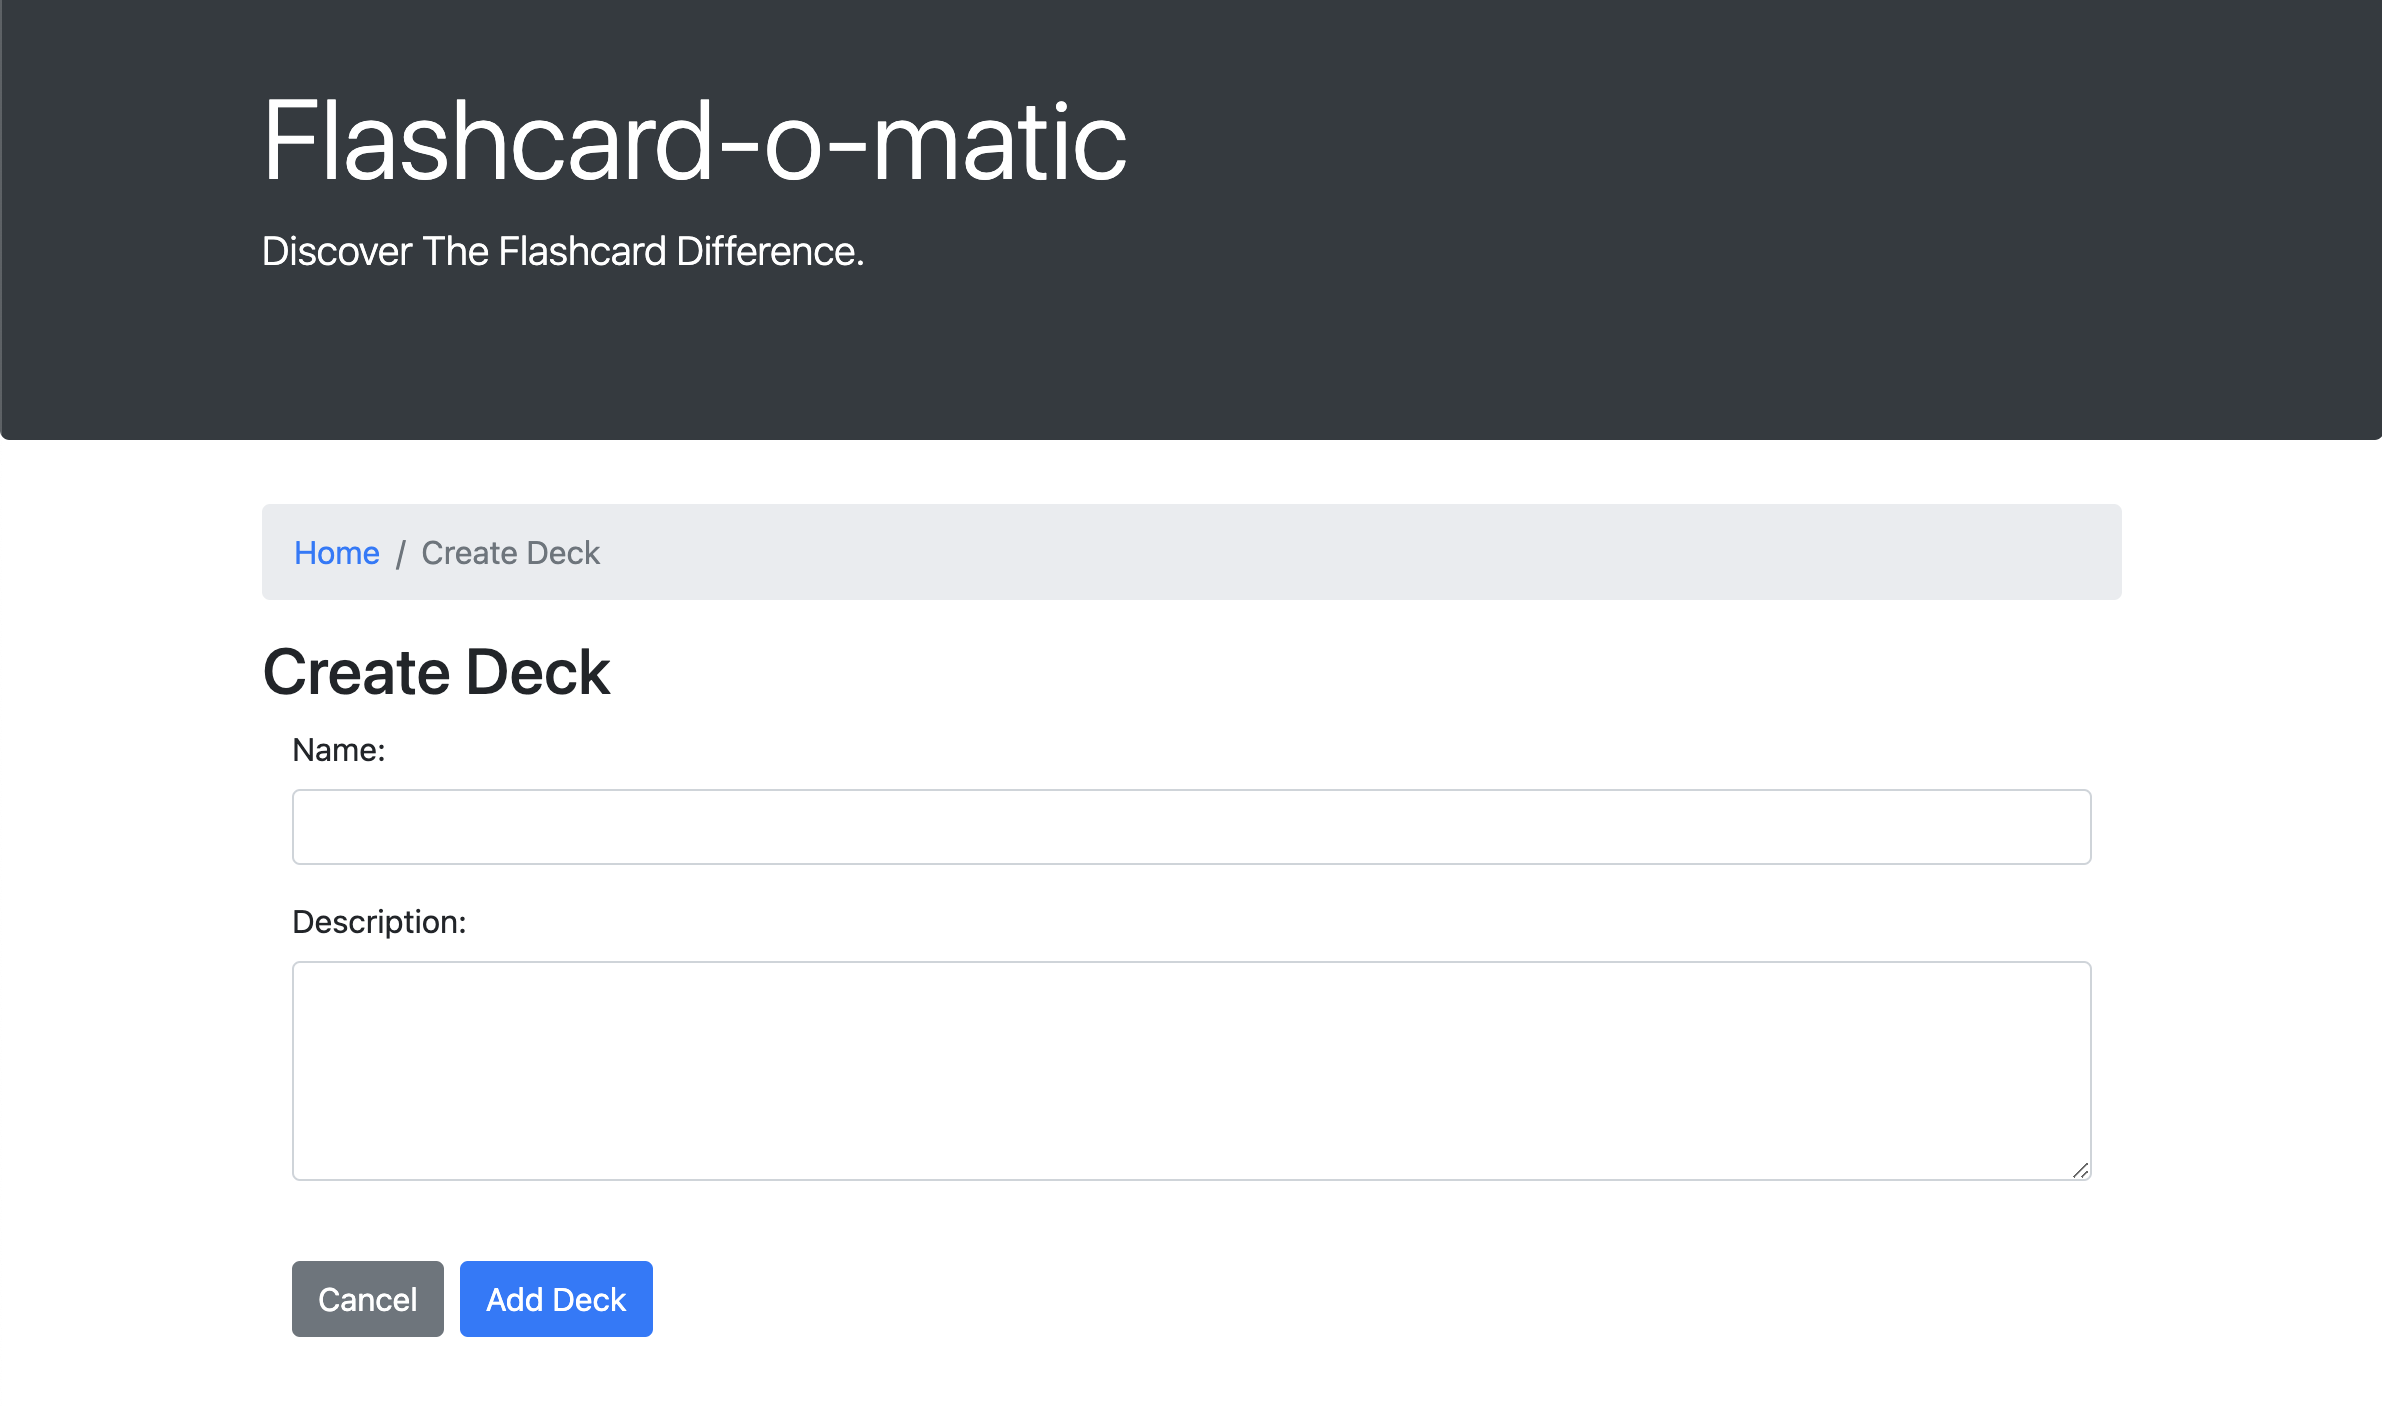 Flashcard-o-matic
Discover The Flashcard Difference.
Home / Create Deck
Create Deck
Name:
Description:
Cancel Add Deck